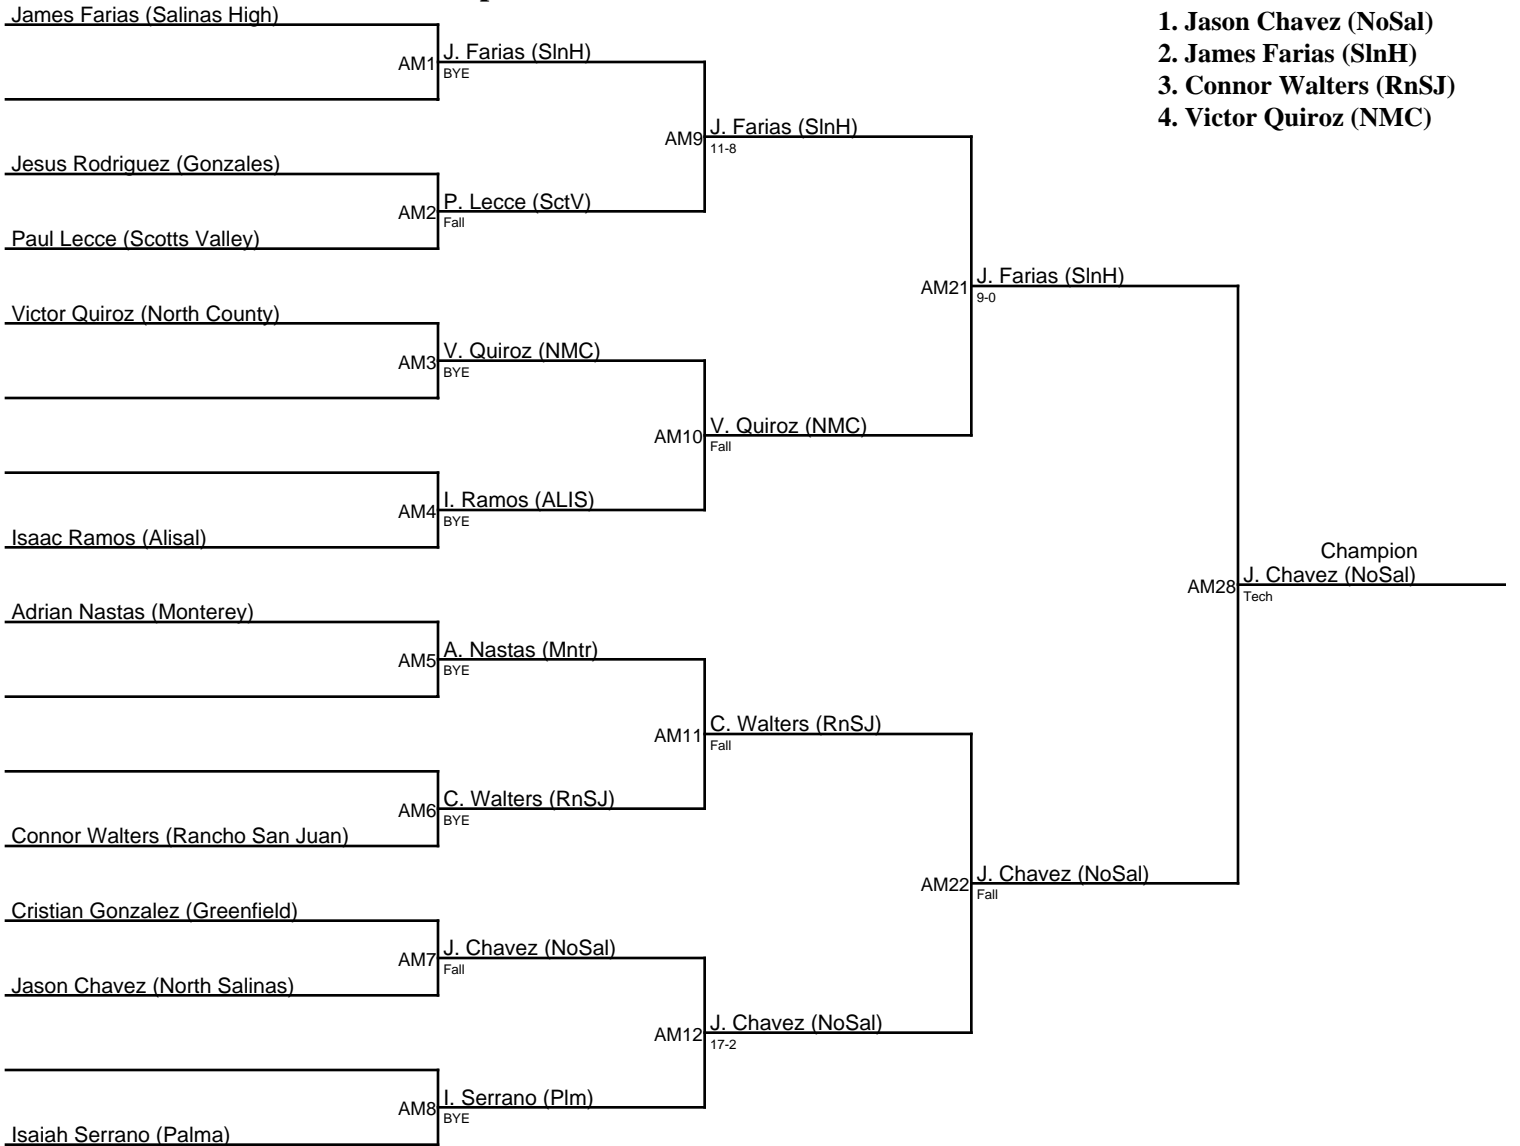 James Farias (Salinas High)
AM1
J. Farias (SlnH)
BYE
Jesus Rodriguez (Gonzales)
AM2
P. Lecce (SctV)
Fall
Paul Lecce (Scotts Valley)
AM9
J. Farias (SlnH)
11-8
Victor Quiroz (North County)
AM3
V. Quiroz (NMC)
BYE
AM10
V. Quiroz (NMC)
Fall
AM4
I. Ramos (ALIS)
BYE
Isaac Ramos (Alisal)
AM21
J. Farias (SlnH)
9-0
Adrian Nastas (Monterey)
AM5
A. Nastas (Mntr)
BYE
AM11
C. Walters (RnSJ)
Fall
AM6
C. Walters (RnSJ)
BYE
Connor Walters (Rancho San Juan)
Cristian Gonzalez (Greenfield)
AM7
J. Chavez (NoSal)
Fall
Jason Chavez (North Salinas)
AM12
J. Chavez (NoSal)
17-2
AM8
I. Serrano (Plm)
BYE
Isaiah Serrano (Palma)
AM22
J. Chavez (NoSal)
Fall
Champion
AM28
J. Chavez (NoSal)
Tech
1. Jason Chavez (NoSal)
2. James Farias (SlnH)
3. Connor Walters (RnSJ)
4. Victor Quiroz (NMC)